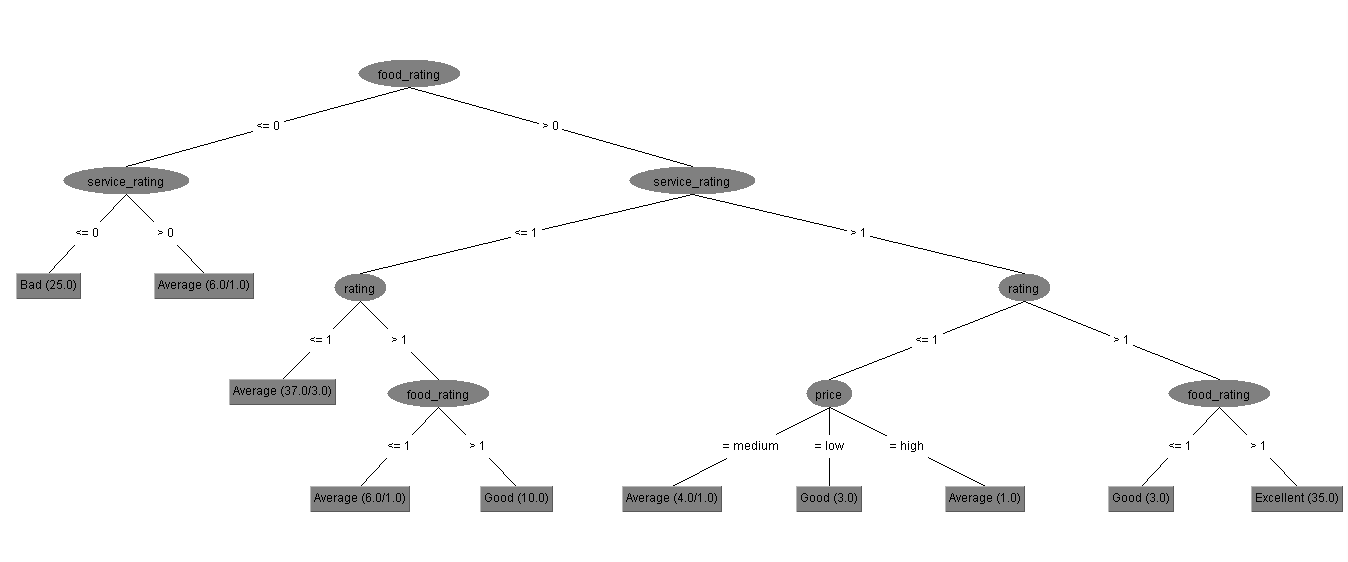 food_rating
<= 0
> 0
service_rating
service_rating
<= 0
> 0
<= 1
> 1
Bad (25.0)
Average (6.0/1.0)
rating
rating
<= 1
> 1
<= 1
> 1
Average (37.0/3.0)
food_rating
price
food_rating
<= 1
> 1
= medium
= low
= high
<= 1
> 1
Average (6.0/1.0)
Good (10.0)
Average (4.0/1.0)
Good (3.0)
Average (1.0)
Good (3.0)
Excellent (35.0)